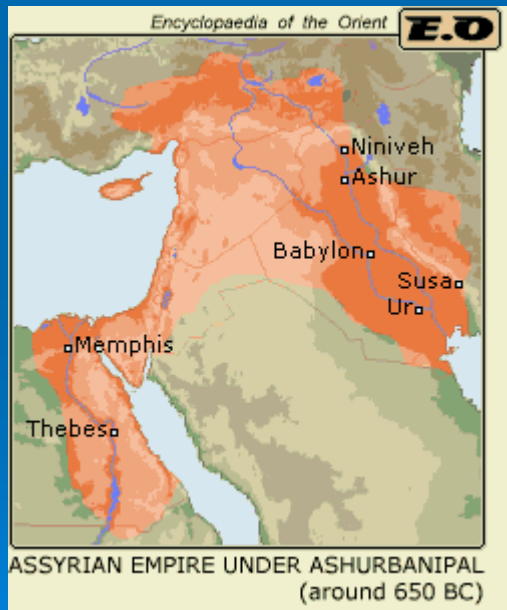 Encyclopaedia of the Orient
E.O
Niniveh
Ashur
Babylon
Susa
Ur
Memphis
Thebes
ASSYRIAN EMPIRE UNDER ASHURBANIPAL
(around 650 BC)